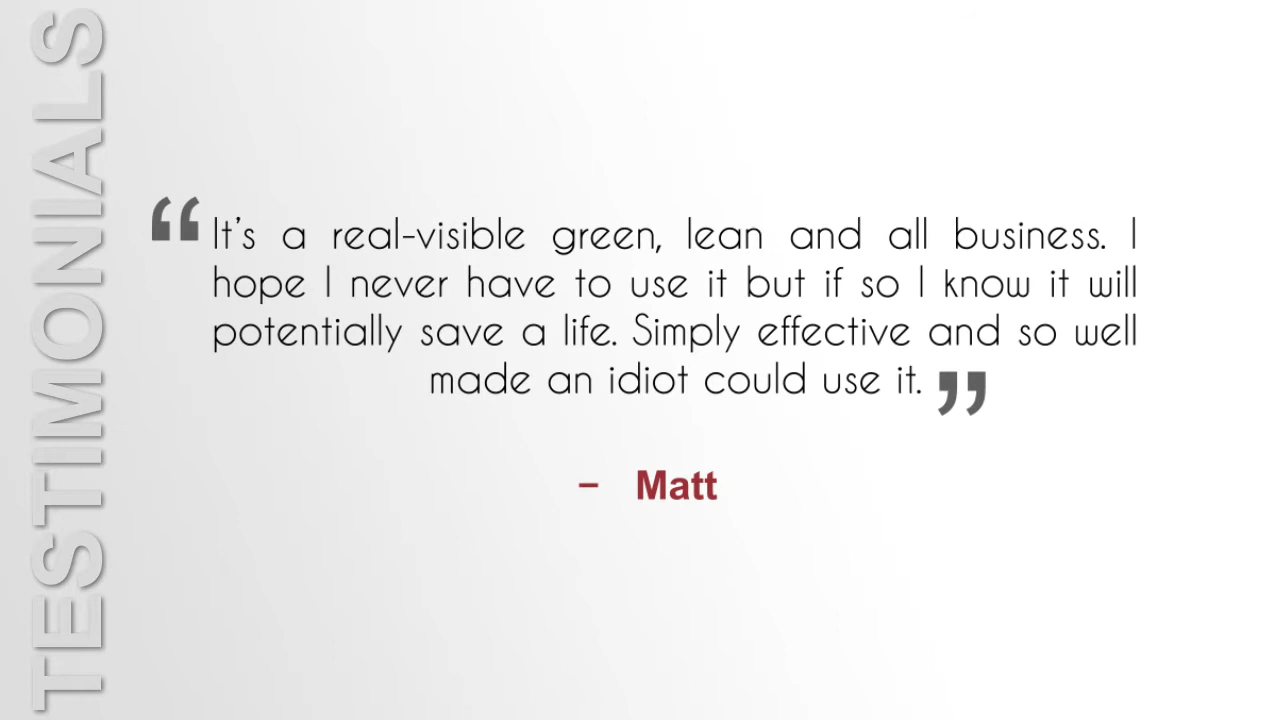 TESTIMONIALS
“It’s a real-visible green, lean and all business. I
hope I never have to use it but if so I know it will
potentially save a life. Simply effective and so well
made an idiot could use it.”
– Matt